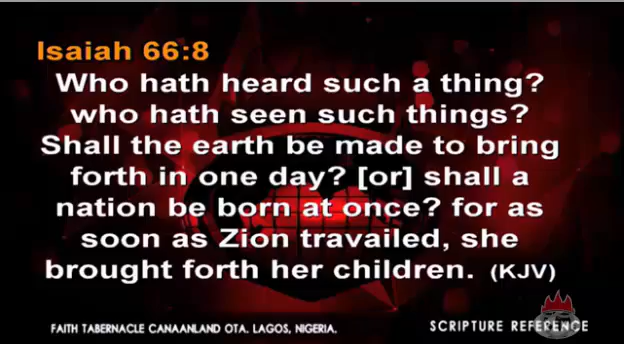 Isaiah 66:8
Who hath heard such a thing?
who hath seen such things?
Shall the earth be made to bring
forth in one day? [or] shall a
nation be born at once? for as
soon as Zion travailed, she
brought forth her children. (KJV)
FAITH TABERNACLE CANAANLAND OTA. LAGOS, NIGERIA.
SCRIPTURE REFERENCE